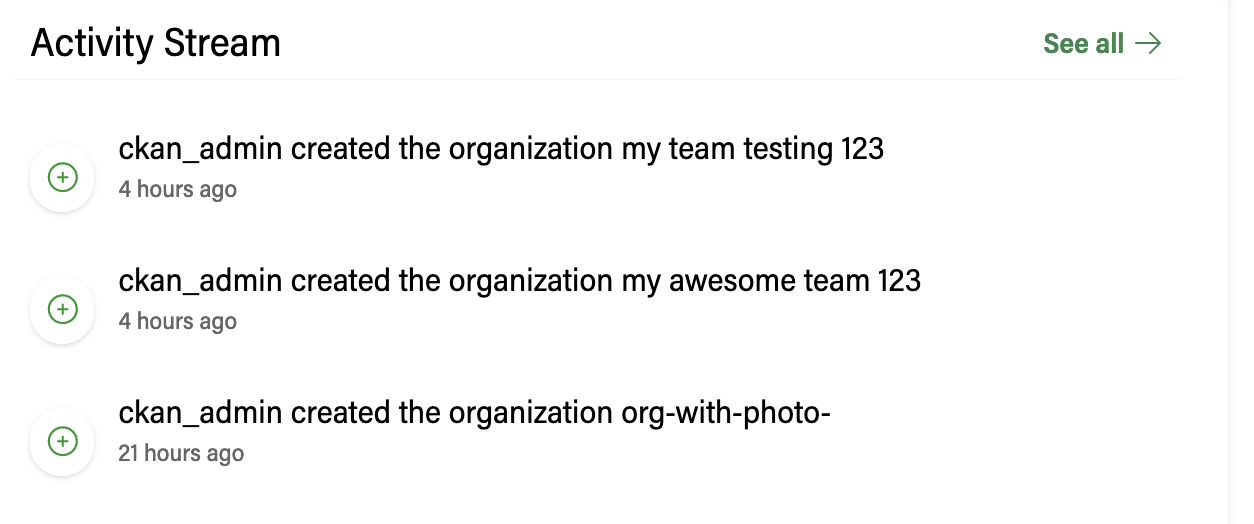 Activity Stream
See all →
ckan_admin created the organization my team testing 123
4 hours ago
ckan_admin created the organization my awesome team 123
4 hours ago
ckan_admin created the organization org-with-photo-
21 hours ago